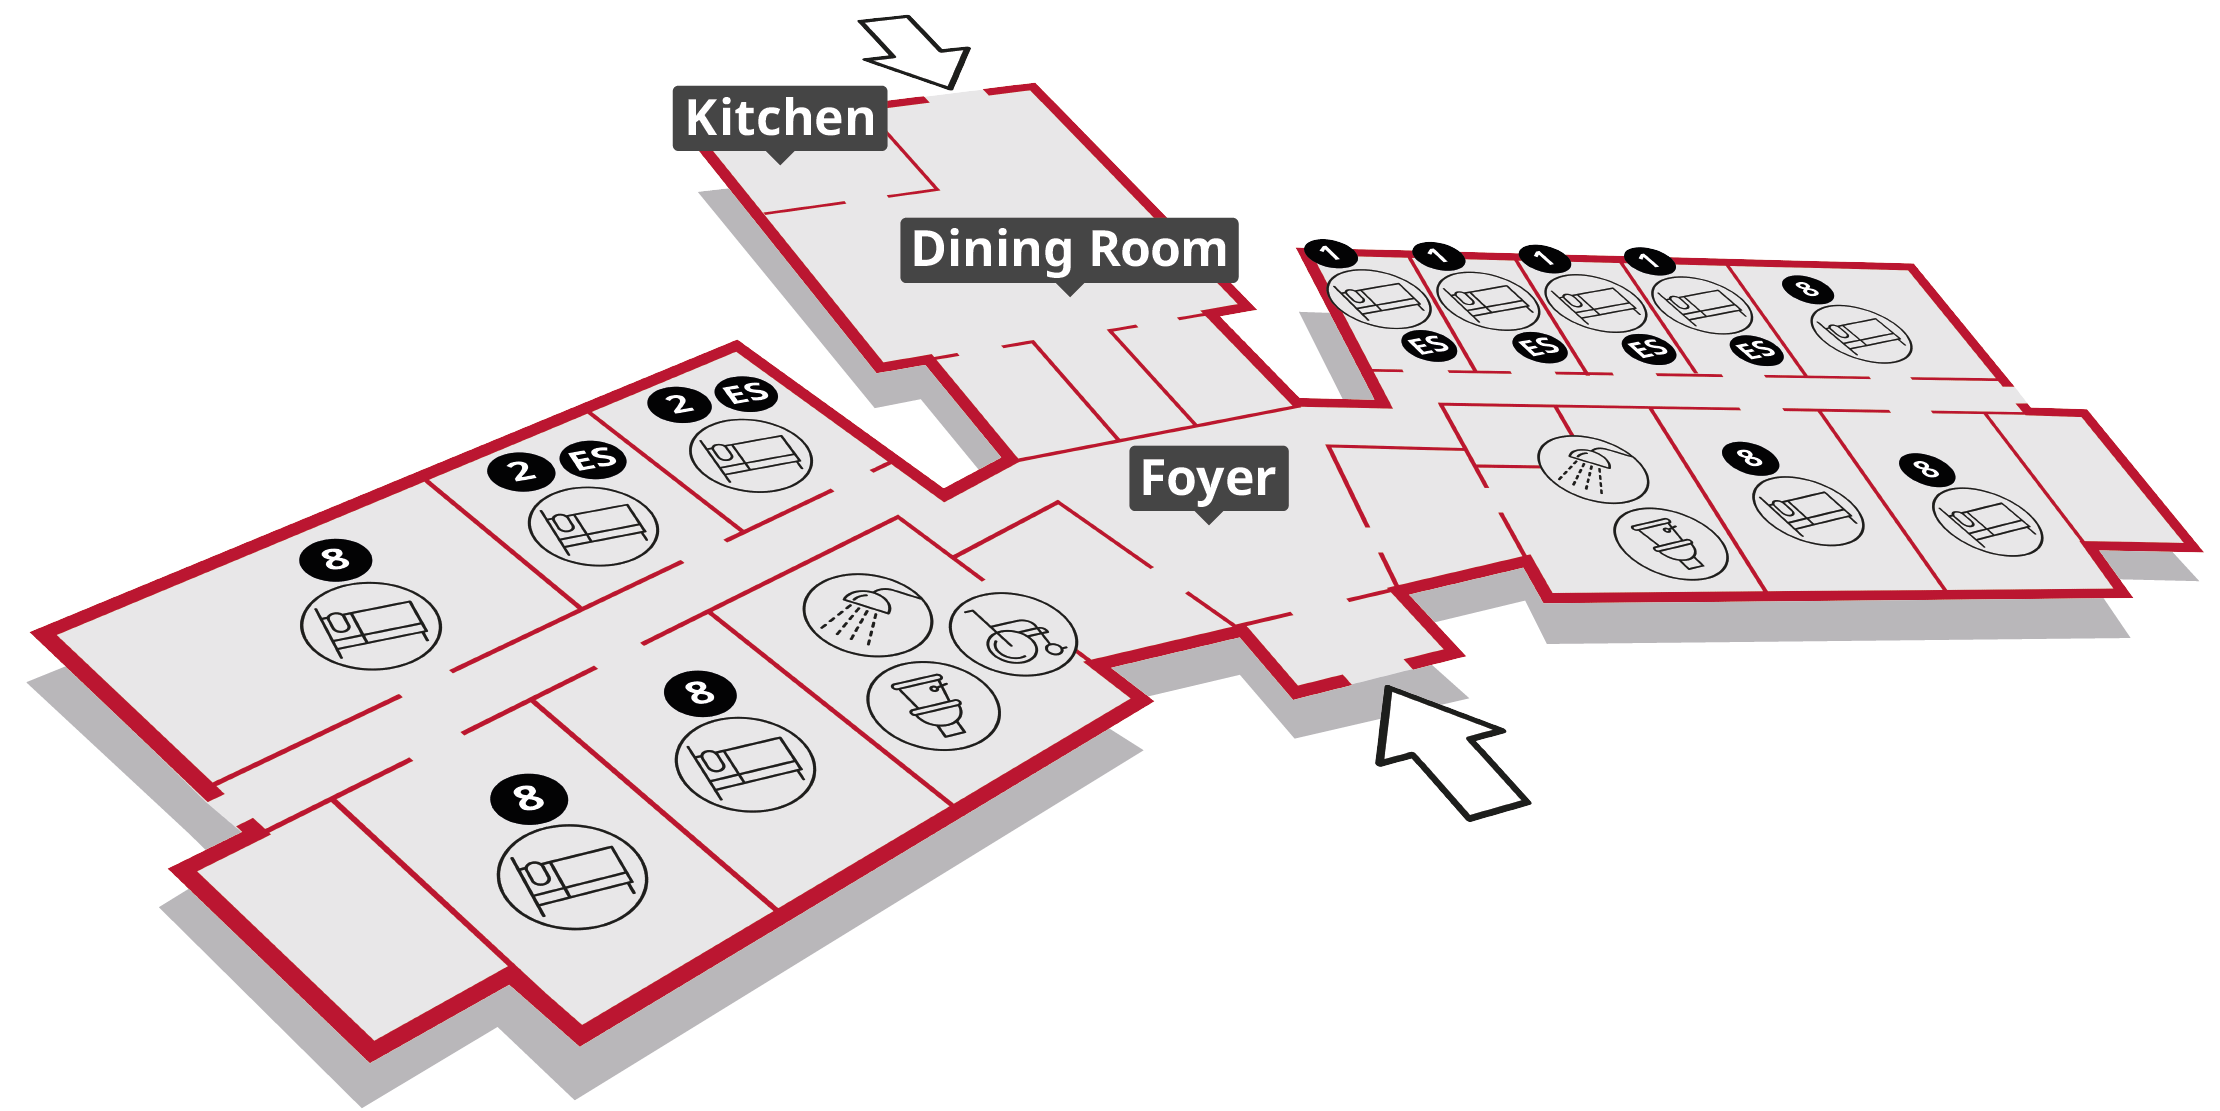 Kitchen
Dining Room
1 1 1 1
8
ES ES ES ES
2 ES
2 ES
8
Foyer
8 8
8
8